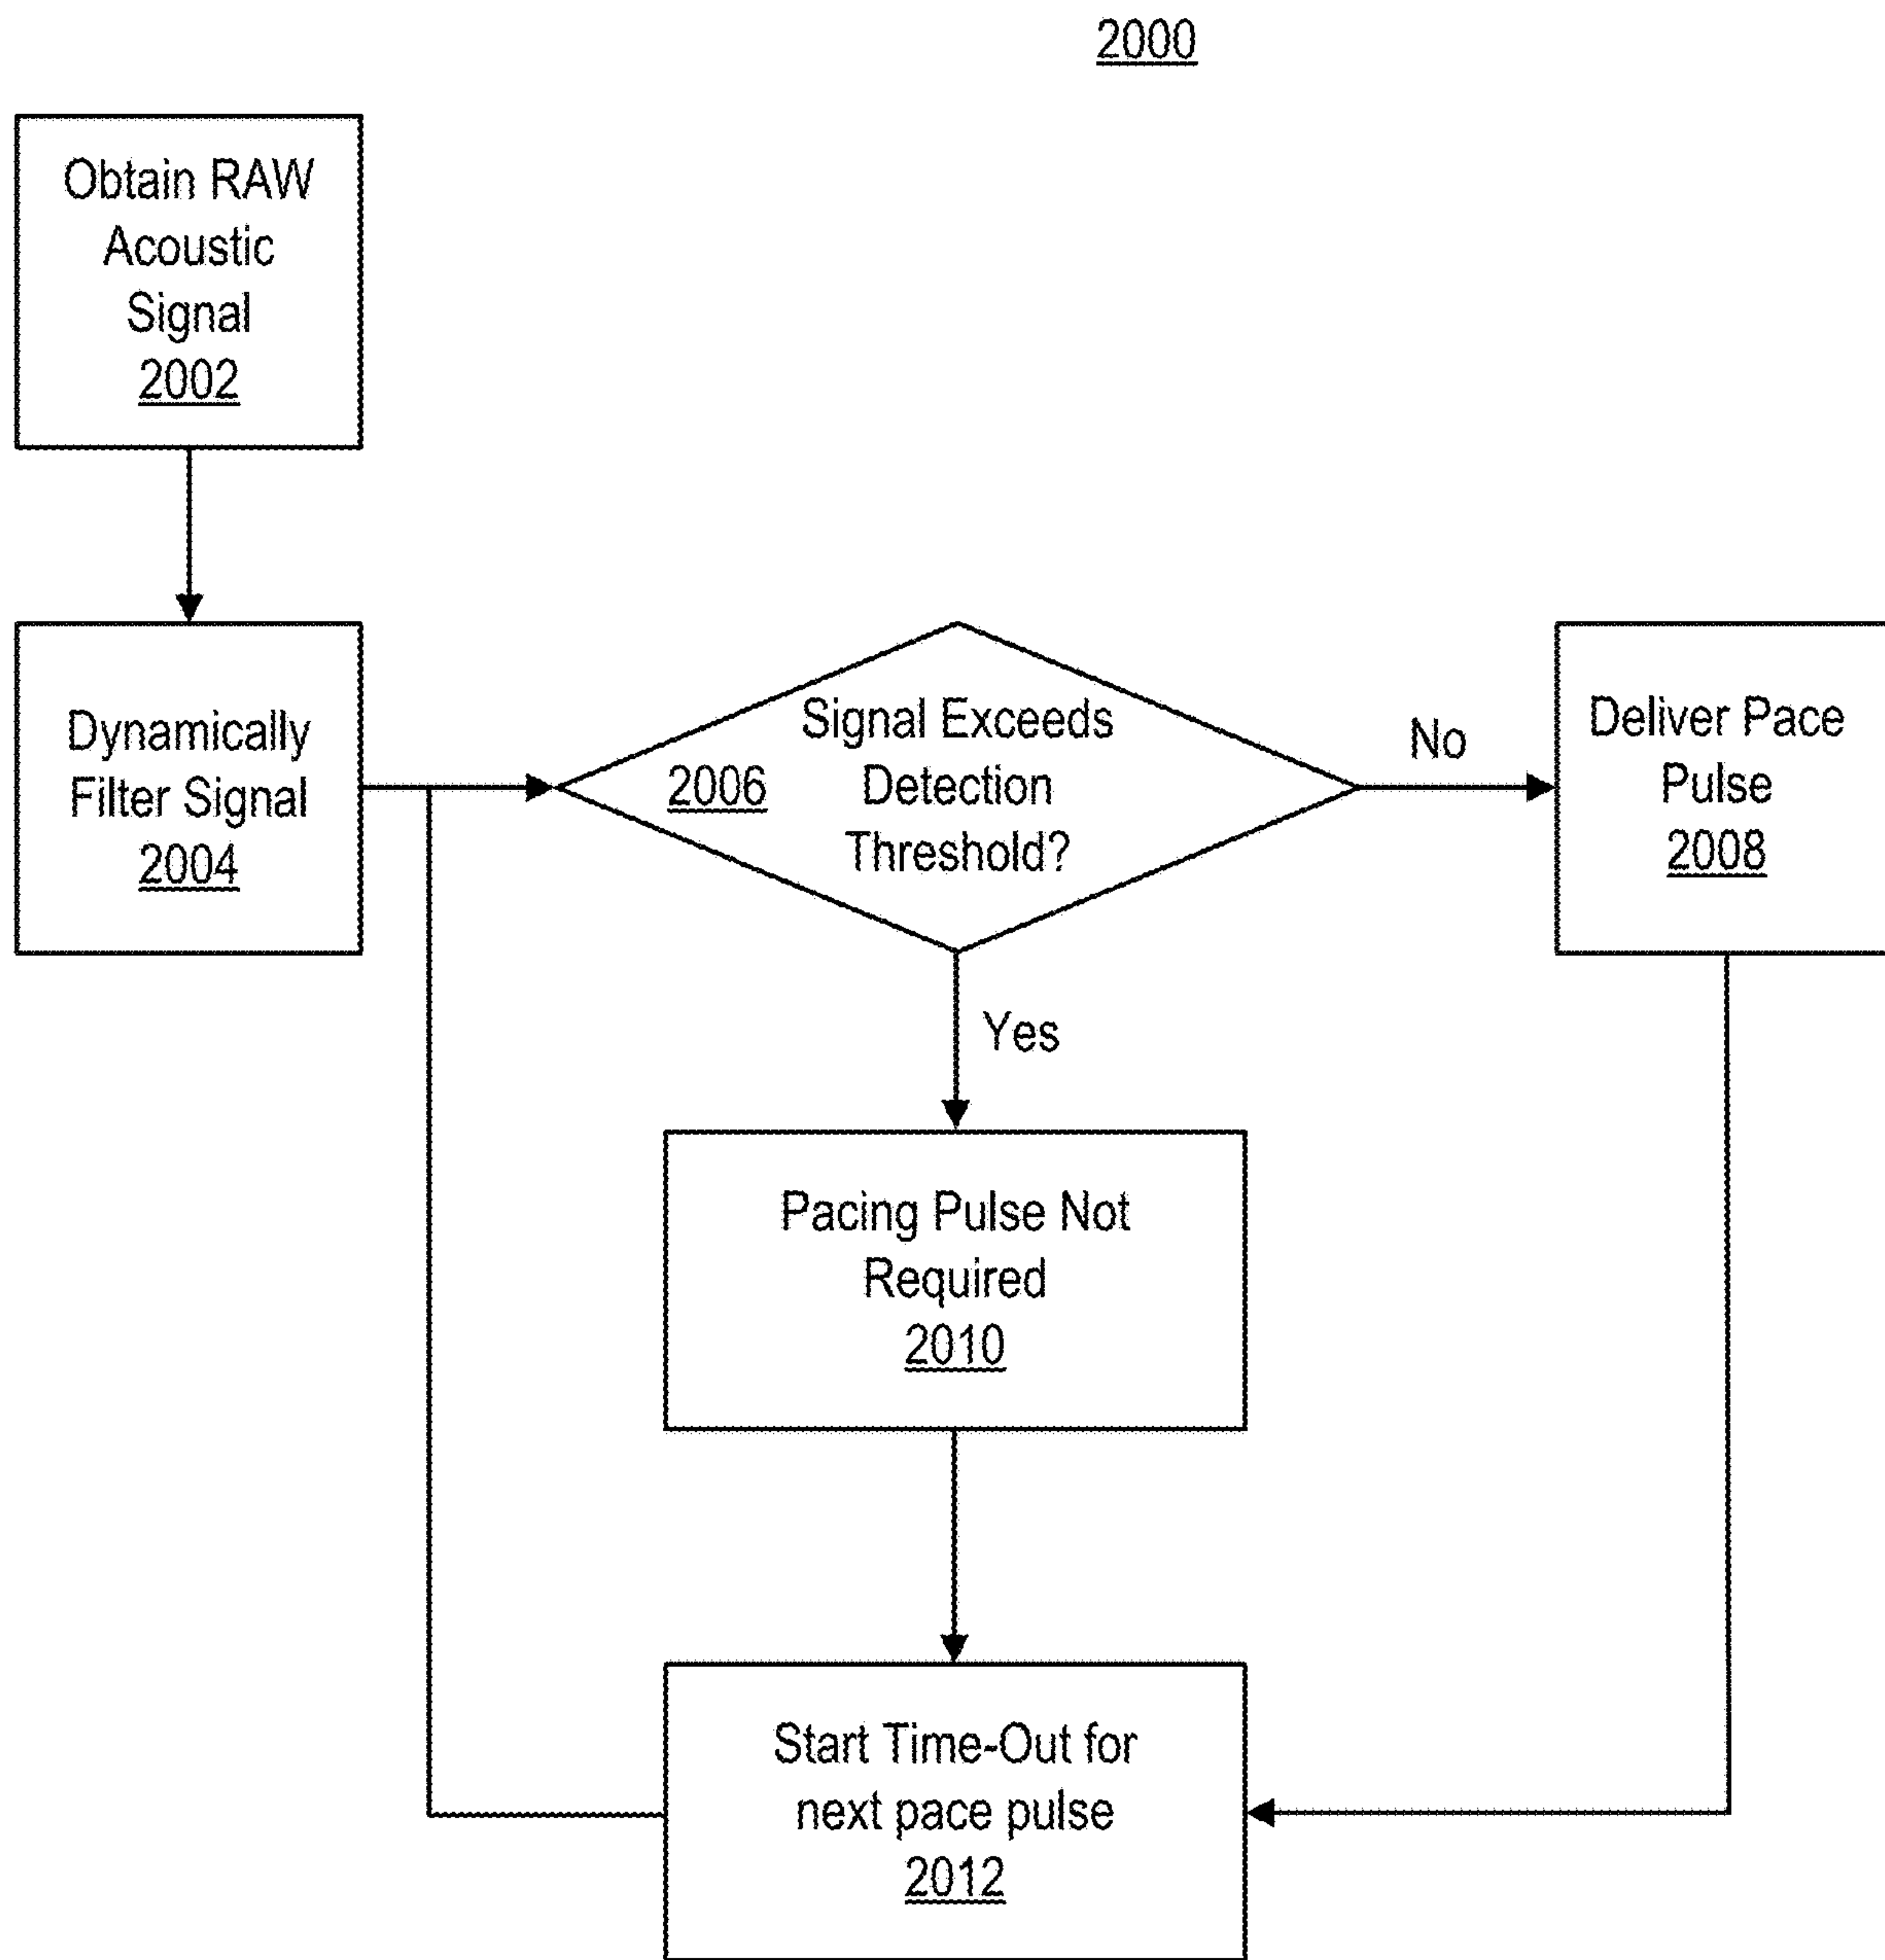 2000
Obtain RAW
Acoustic
Signal
2002
Dynamically
Filter Signal
2004
Signal Exceeds
2006 Detection
Threshold?
No
Deliver Pace
Pulse
2008
Yes
Pacing Pulse Not
Required
2010
Start Time-Out for
next pace pulse
2012